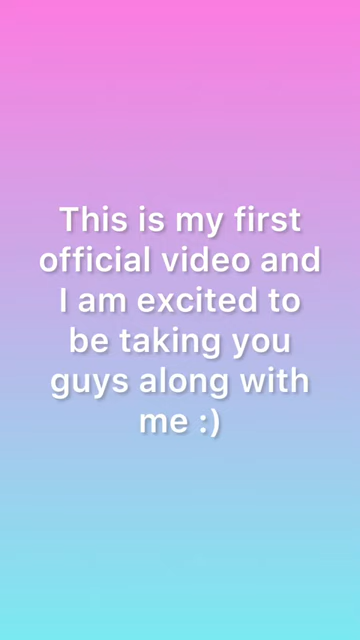 This is my first
official video and
I am excited to
be taking you
guys along with
me :)